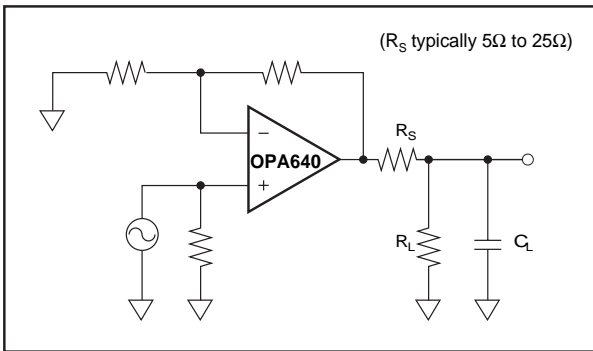 (RS typically 5Ω to 25Ω)
−
OPA640
+
RS
RL
CL